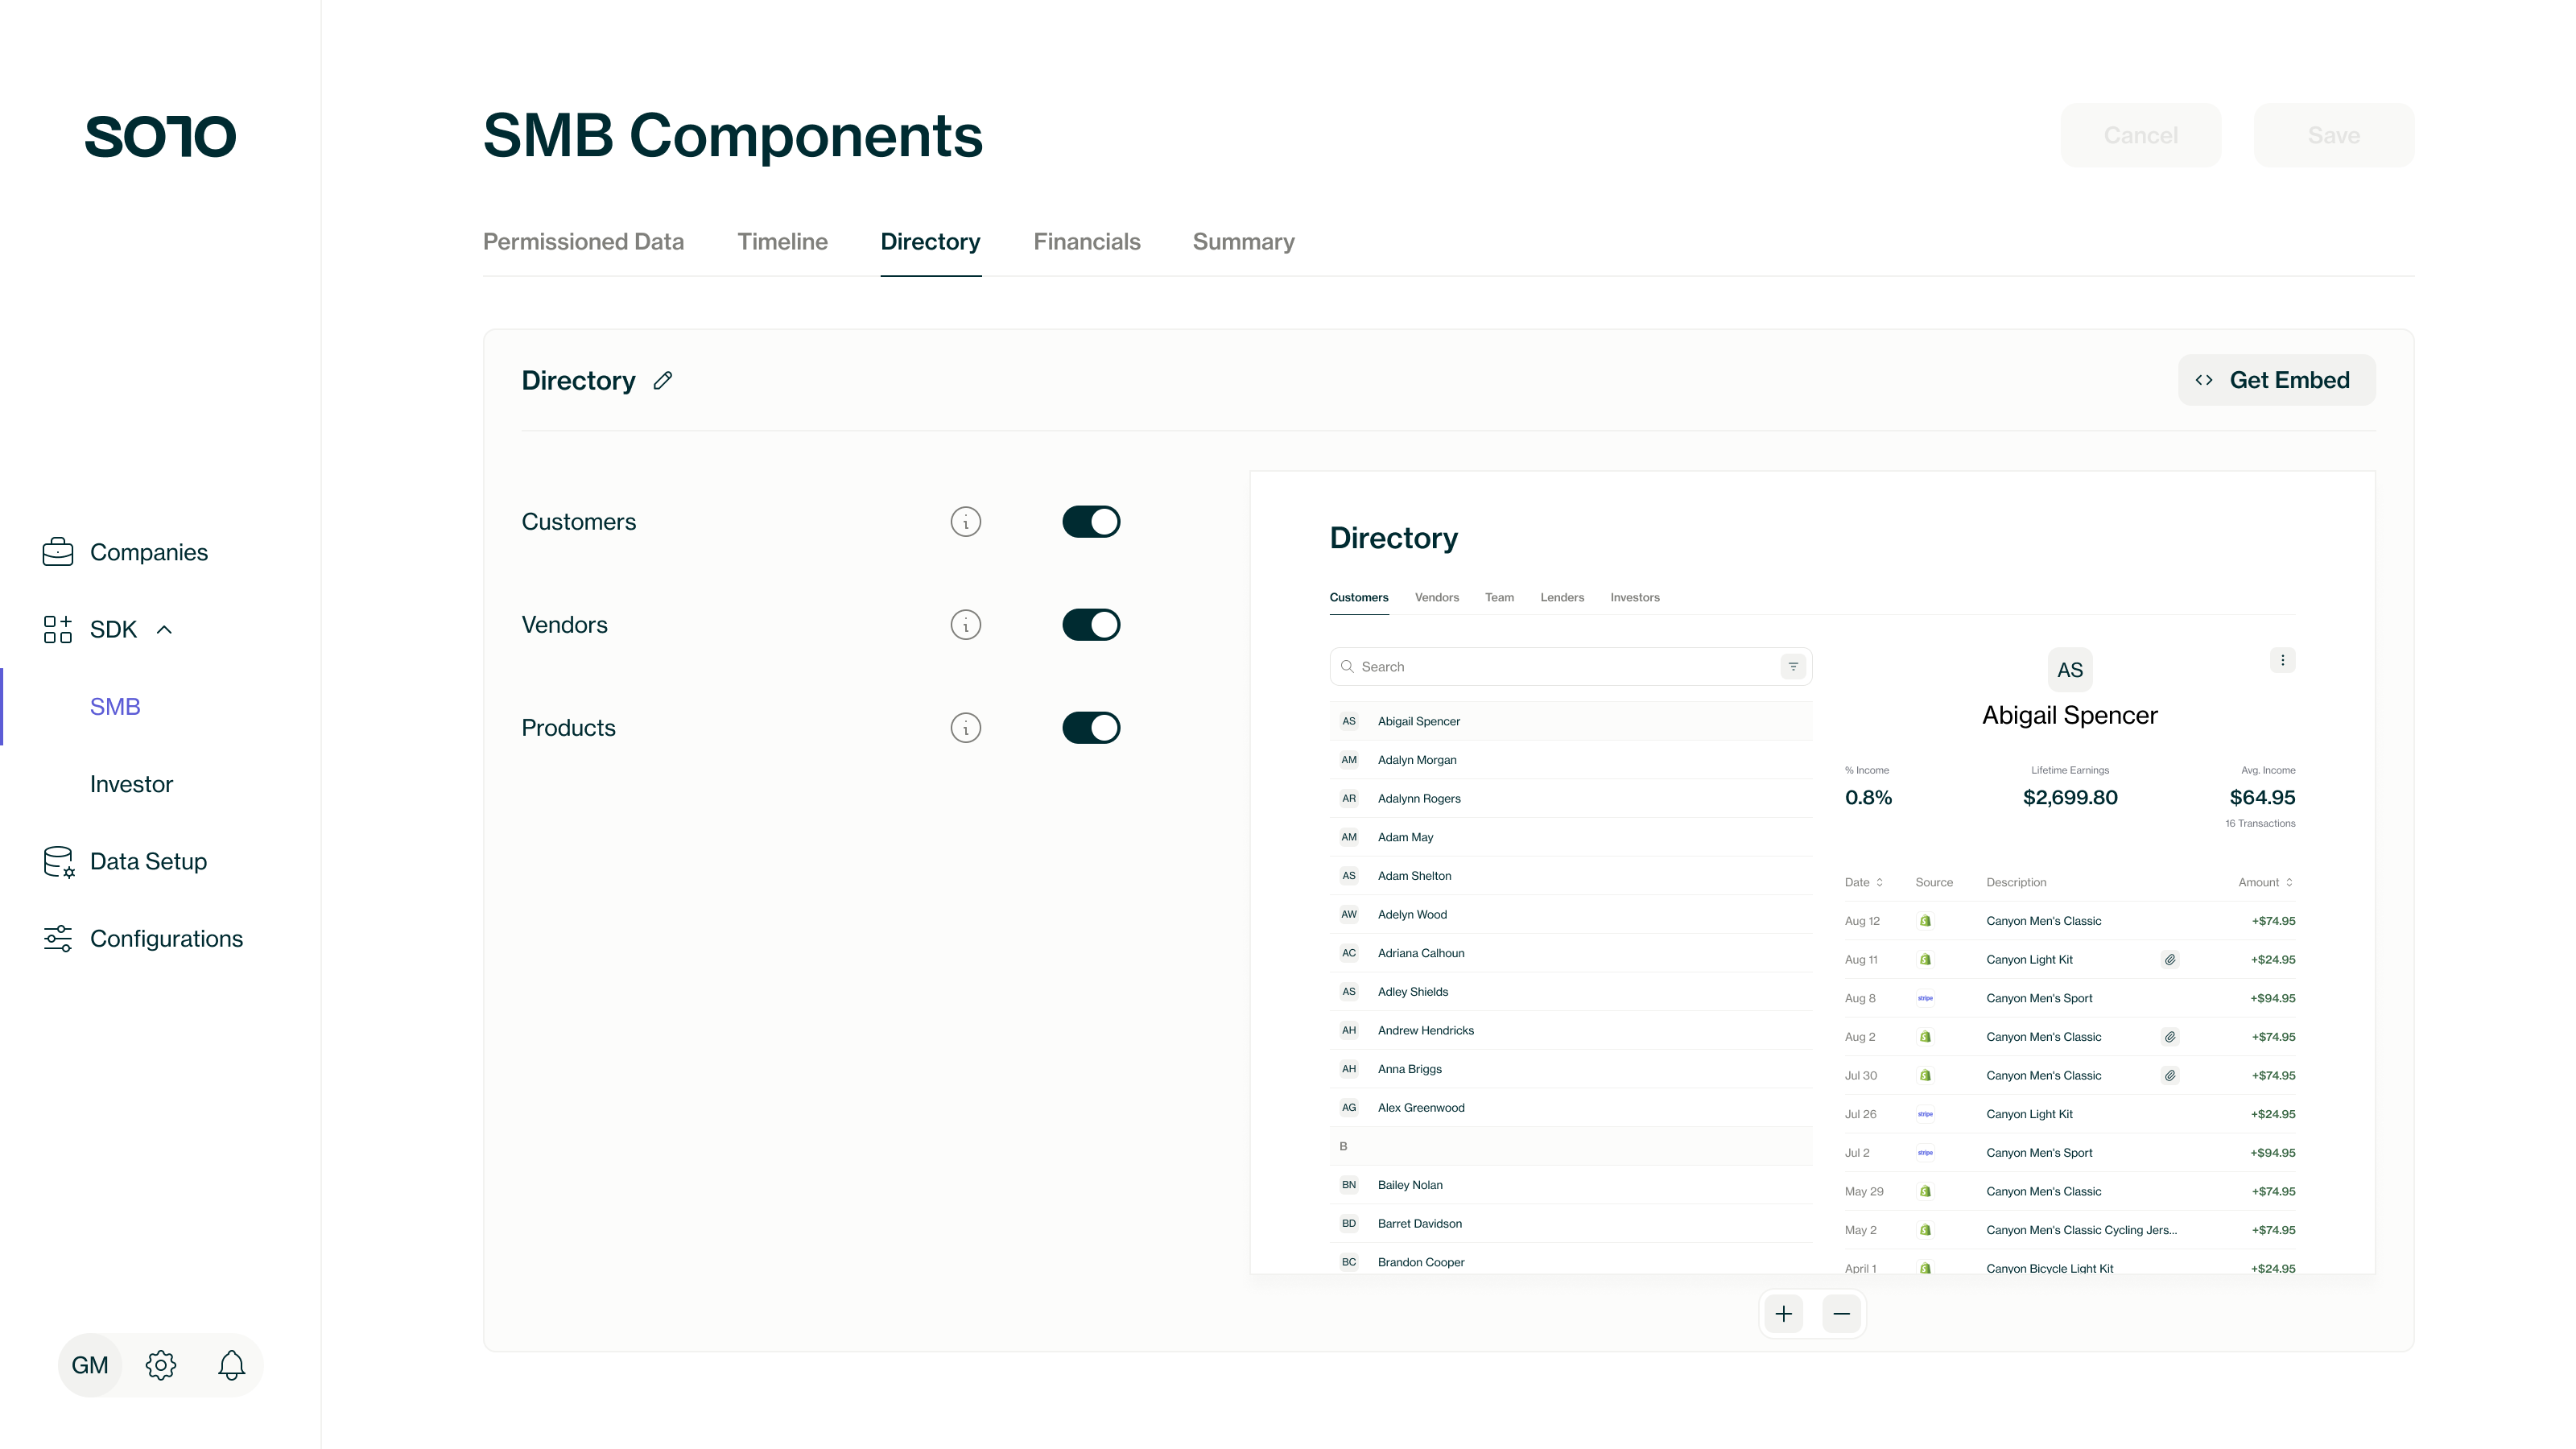 SOTO
SMB Components
Cancel
Save
Permissioned Data
Timeline
Directory
Financials
Summary
Companies
SDK
SMB
Investor
Data Setup
Configurations
GM
Directory
Get Embed
Customers
Vendors
Products
Directory
Customers
Vendors
Team
Lenders
Investors
Search
AS Abigail Spencer
AM Adalyn Morgan
AR Adalynn Rogers
AM Adam May
AS Adam Shelton
AW Adelyn Wood
AC Adriana Calhoun
AS Adley Shields
AH Andrew Hendricks
AH Anna Briggs
AG Alex Greenwood
B
BN Bailey Nolan
BD Barret Davidson
BC Brandon Cooper
AS
Abigail Spencer
% Income
0.8%
Lifetime Earnings
$2,699.80
Avg. Income
$64.95
16 Transactions
Date Source Description Amount
Aug 12 Canyon Men's Classic +$74.95
Aug 11 Canyon Light Kit +$24.95
Aug 8 stripe Canyon Men's Sport +$94.95
Aug 2 Canyon Men's Classic +$74.95
Jul 30 Canyon Men's Classic +$74.95
Jul 26 stripe Canyon Light Kit +$24.95
Jul 2 stripe Canyon Men's Sport +$94.95
May 29 Canyon Men's Classic +$74.95
May 2 Canyon Men's Classic Cycling Jers... +$74.95
April 1 Canyon Bicycle Light Kit +$24.95